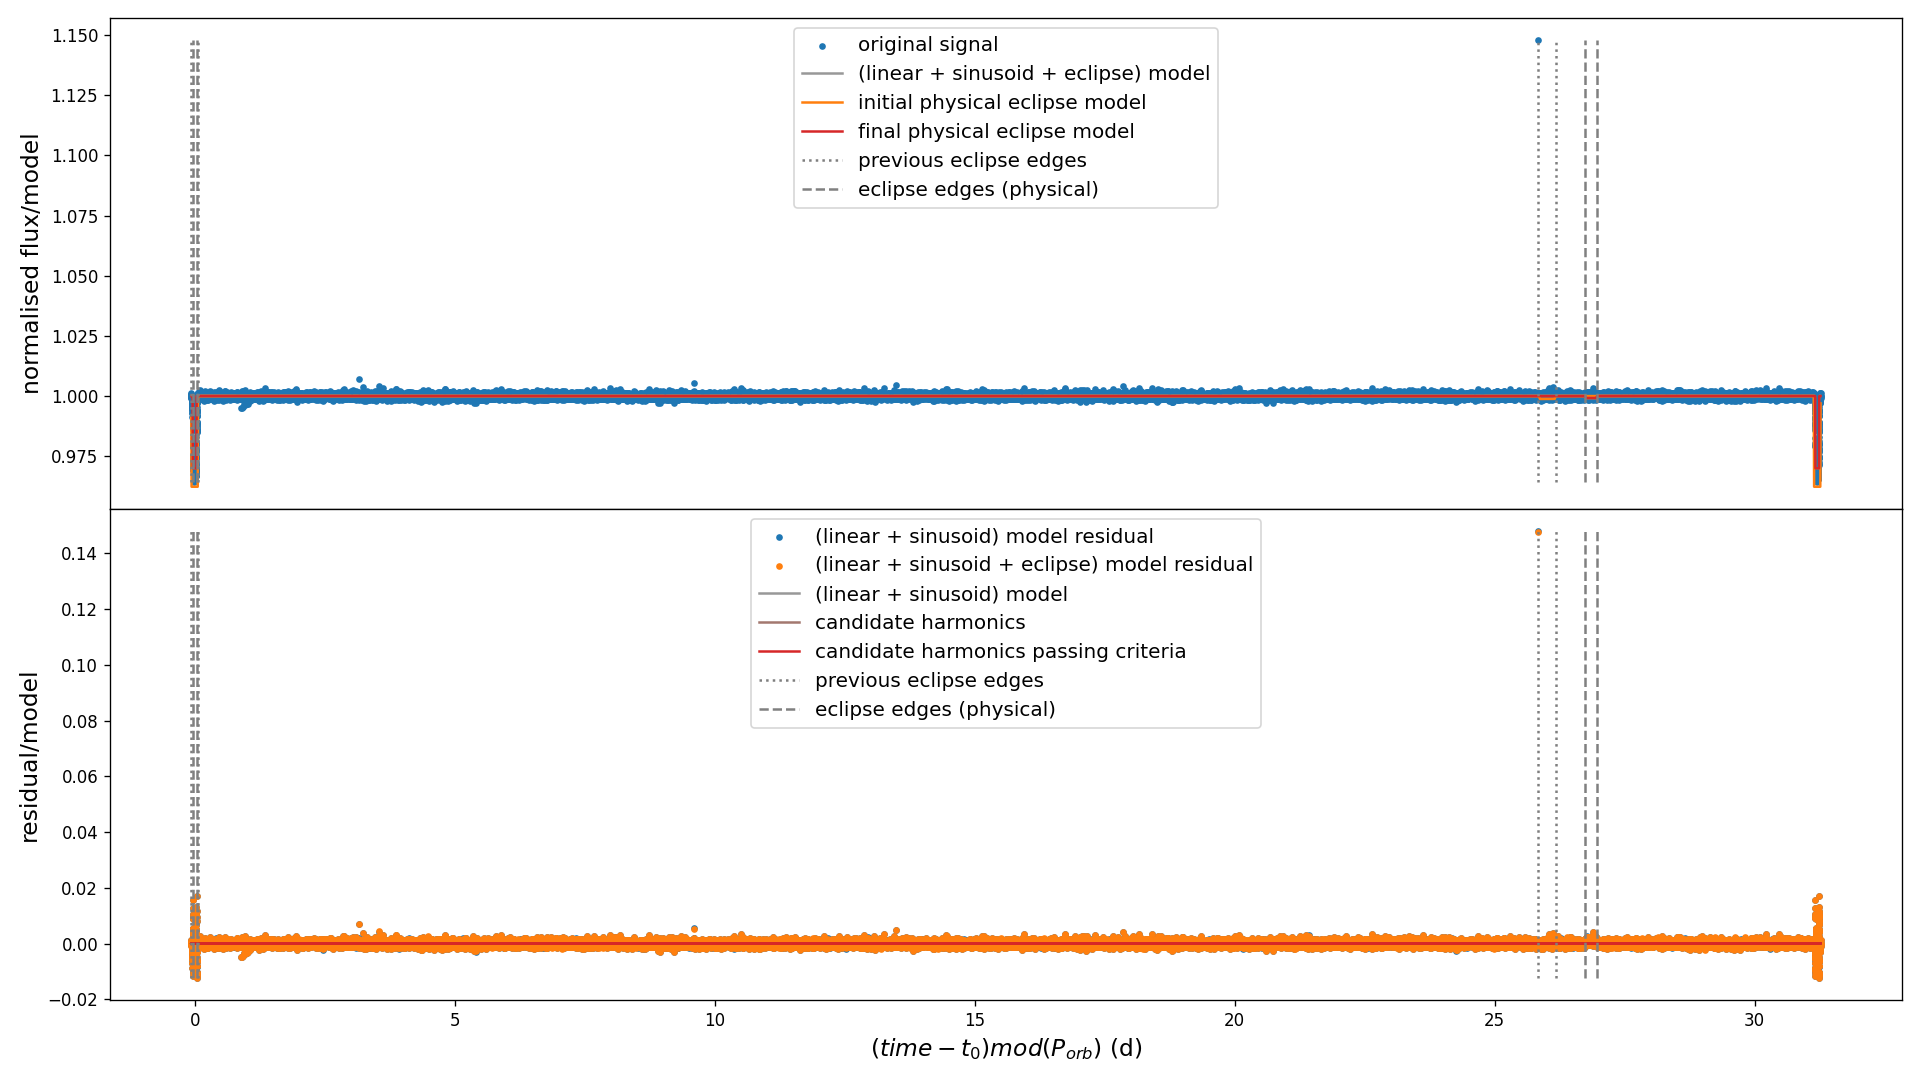 normalised flux/model
1.150
1.125
1.100
1.075
1.050
1.025
1.000
0.975
original signal
(linear + sinusoid + eclipse) model
initial physical eclipse model
final physical eclipse model
previous eclipse edges
eclipse edges (physical)
residual/model
0.14
0.12
0.10
0.08
0.06
0.04
0.02
0.00
−0.02
(linear + sinusoid) model residual
(linear + sinusoid + eclipse) model residual
(linear + sinusoid) model
candidate harmonics
candidate harmonics passing criteria
previous eclipse edges
eclipse edges (physical)
0 5 10 15 20 25 30
(time − t₀)mod(P_orb) (d)